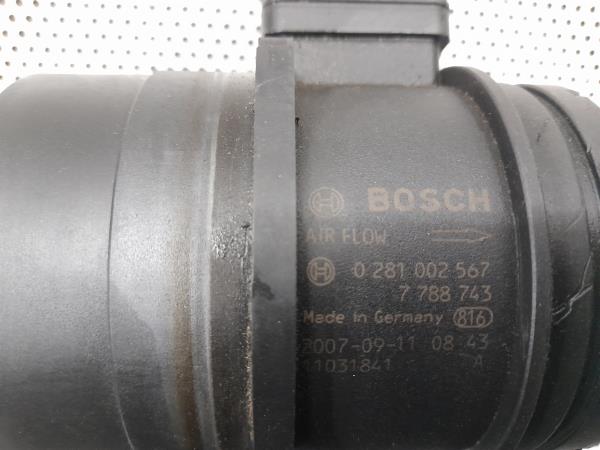 BOSCH
AIR FLOW
0 281 002 567
7 788 743
Made in Germany 816
2007-09-11 08 43
11031841 A